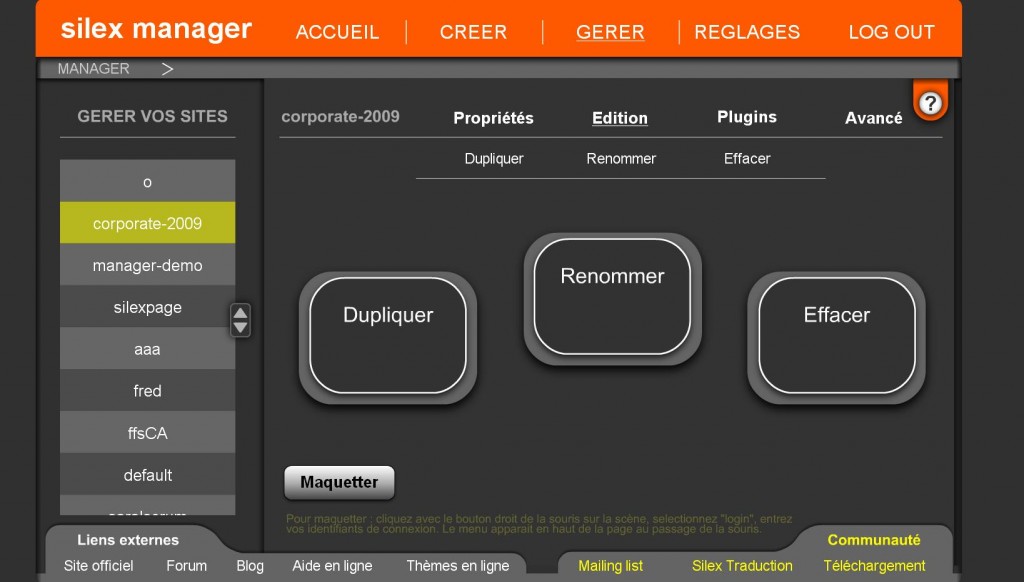 silex manager
ACCUEIL
CREER
GERER
REGLAGES
LOG OUT
MANAGER >
GERER VOS SITES
o
corporate-2009
manager-demo
silexpage
aaa
fred
ffsCA
default
corporate-2009
Propriétés
Edition
Plugins
Avancé
?
Dupliquer
Renommer
Effacer
Dupliquer
Renommer
Effacer
Maquetter
Pour maquetter : cliquez avec le bouton droit de la souris sur la scène, selectionnez "login", entrez
vos identifiants de connexion. Le menu apparait en haut de la page au passage de la souris.
Liens externes
Site officiel
Forum
Blog
Aide en ligne
Thèmes en ligne
Communauté
Mailing list
Silex Traduction
Téléchargement